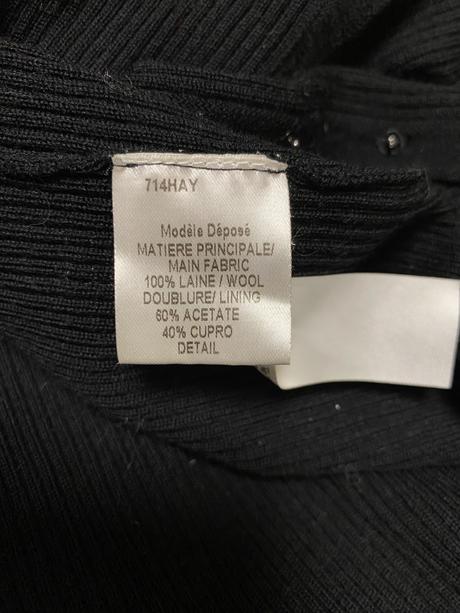 714HAY
Modèle Déposé
MATIERE PRINCIPALE/
MAIN FABRIC
100% LAINE / WOOL
DOUBLURE/ LINING
60% ACETATE
40% CUPRO
DETAIL